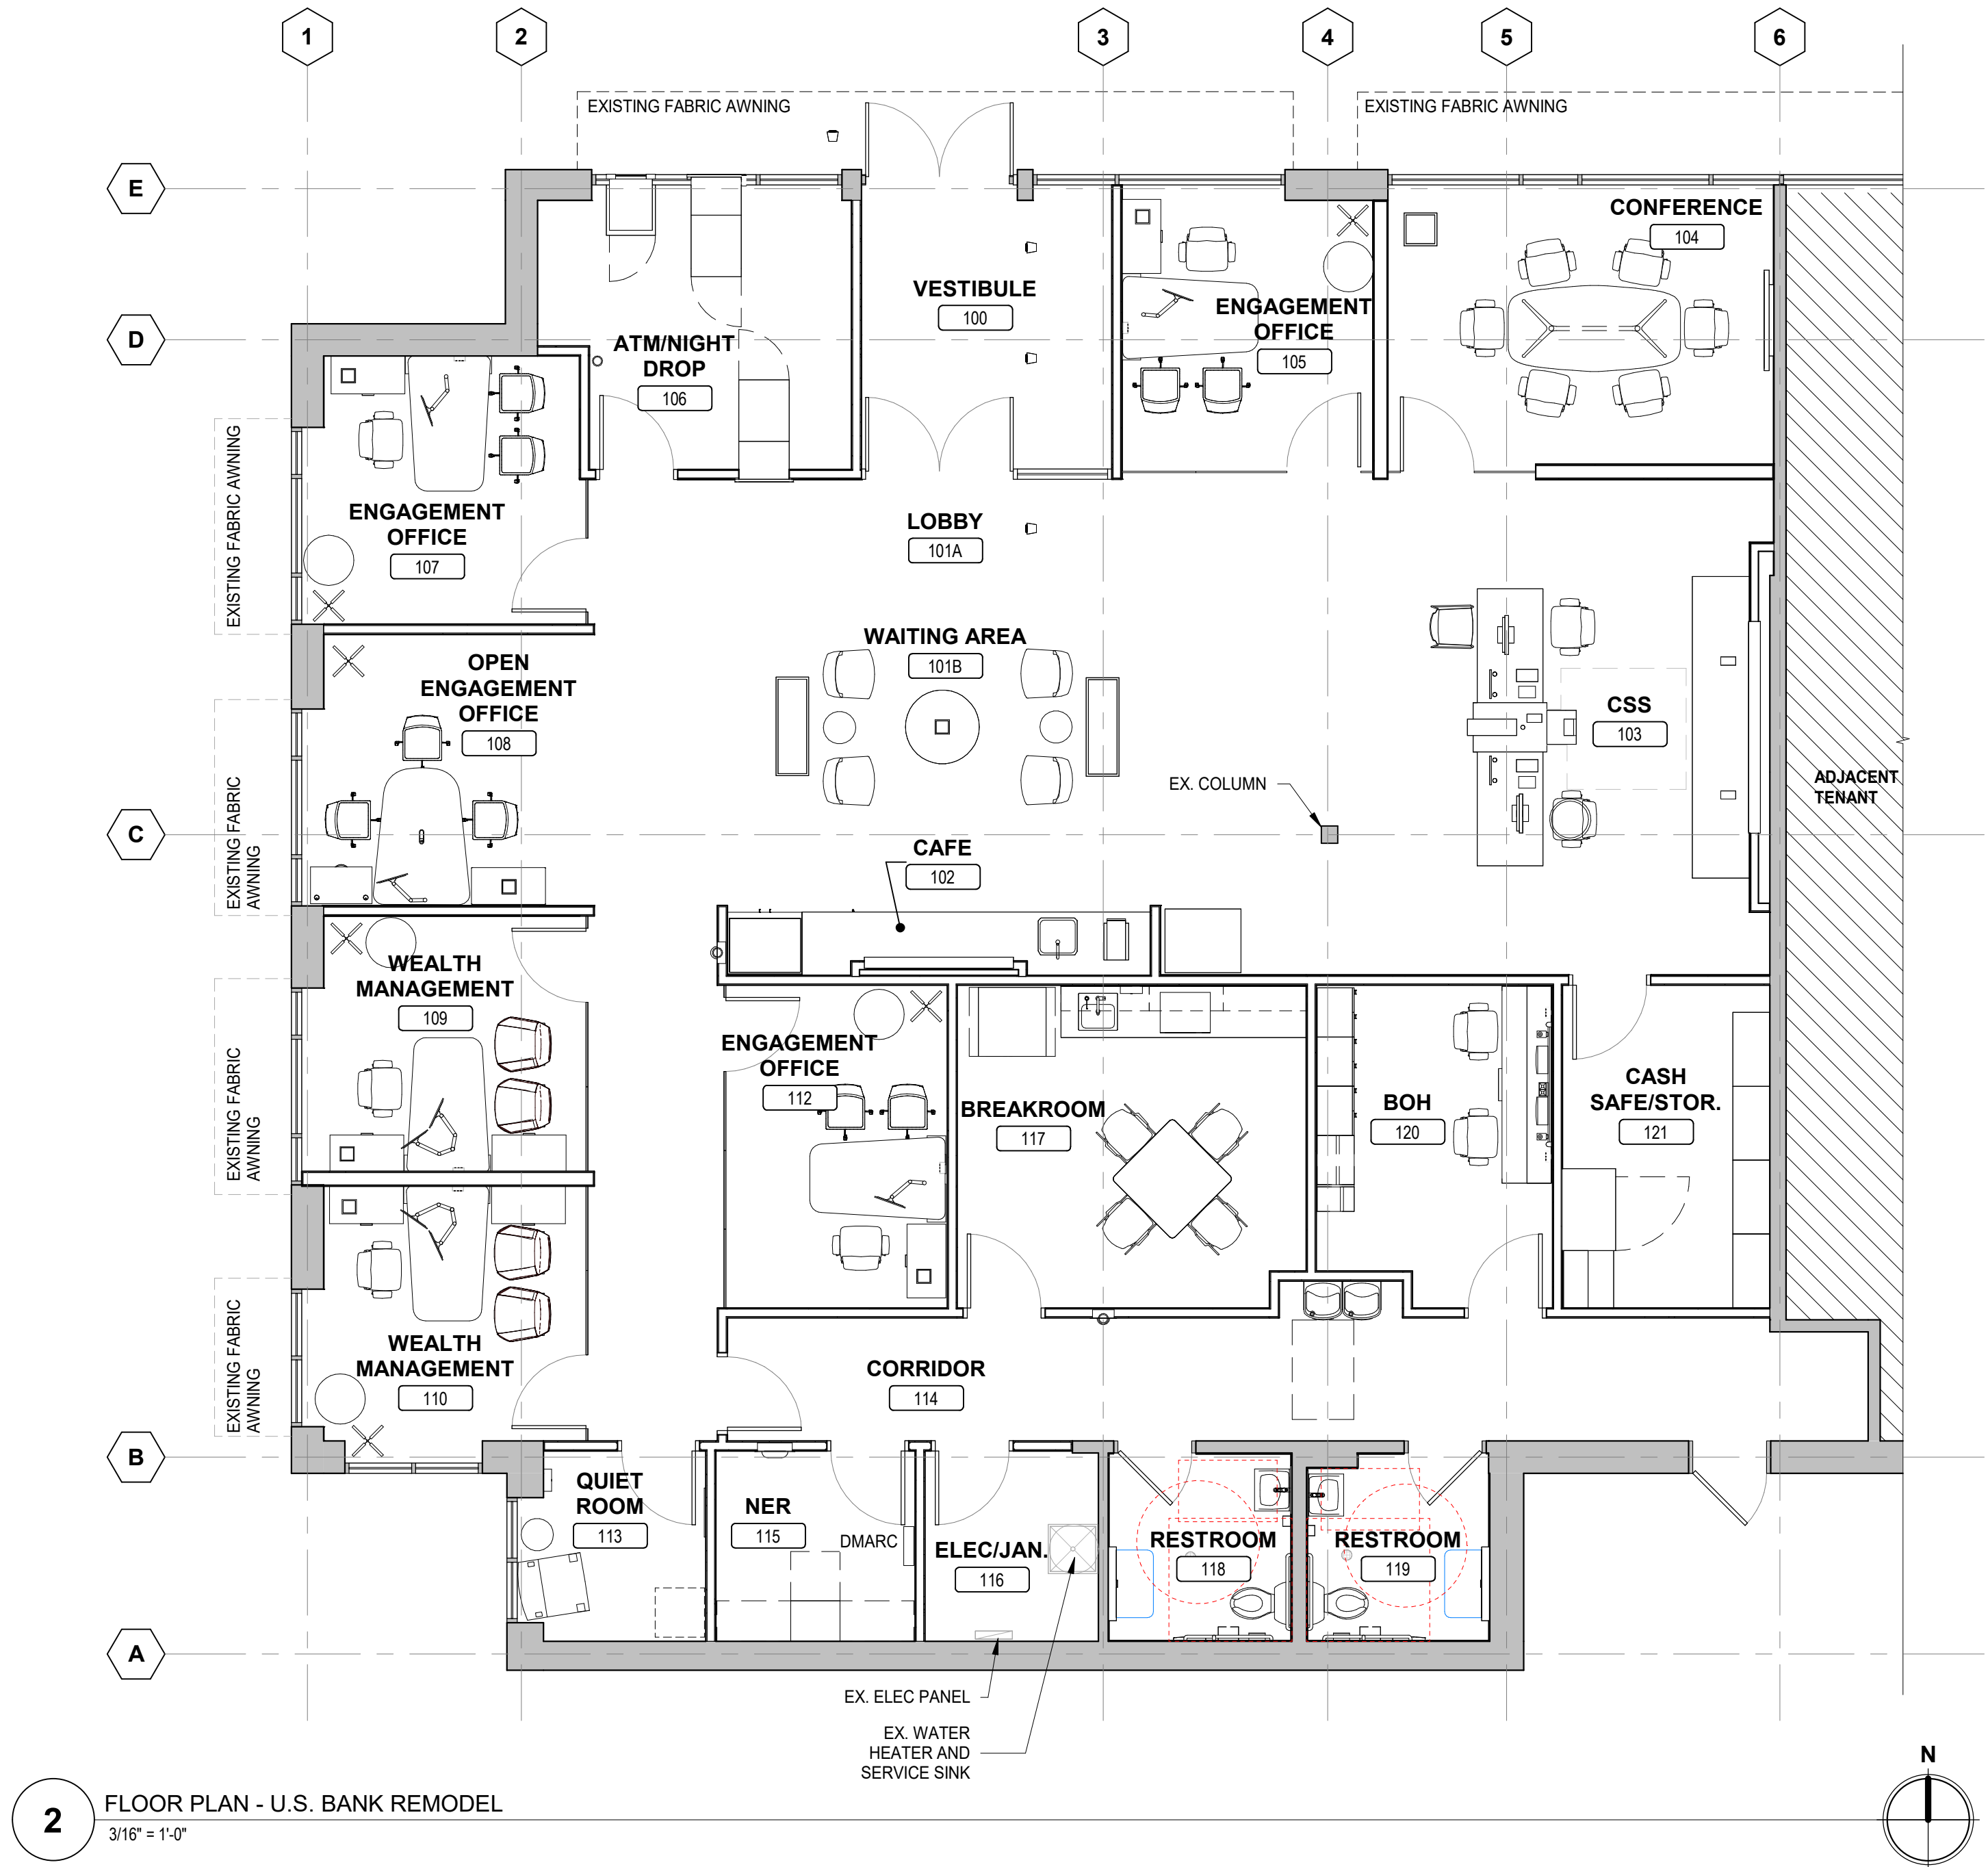 1
2
3
4
5
6
EXISTING FABRIC AWNING
EXISTING FABRIC AWNING
E
CONFERENCE
104
VESTIBULE
100
ENGAGEMENT
OFFICE
105
D
ATM/NIGHT
DROP
106
EXISTING FABRIC AWNING
ENGAGEMENT
OFFICE
107
LOBBY
101A
WAITING AREA
101B
OPEN
ENGAGEMENT
OFFICE
108
CSS
103
EX. COLUMN
ADJACENT
TENANT
EXISTING FABRIC
AWNING
C
CAFE
102
WEALTH
MANAGEMENT
109
EXISTING FABRIC
AWNING
ENGAGEMENT
OFFICE
112
BREAKROOM
117
BOH
120
CASH
SAFE/STOR.
121
EXISTING FABRIC
AWNING
WEALTH
MANAGEMENT
110
CORRIDOR
114
B
QUIET
ROOM
113
NER
115
DMARC
ELEC/JAN.
116
RESTROOM
118
RESTROOM
119
A
EX. ELEC PANEL
EX. WATER
HEATER AND
SERVICE SINK
N
2
FLOOR PLAN - U.S. BANK REMODEL
3/16" = 1'-0"